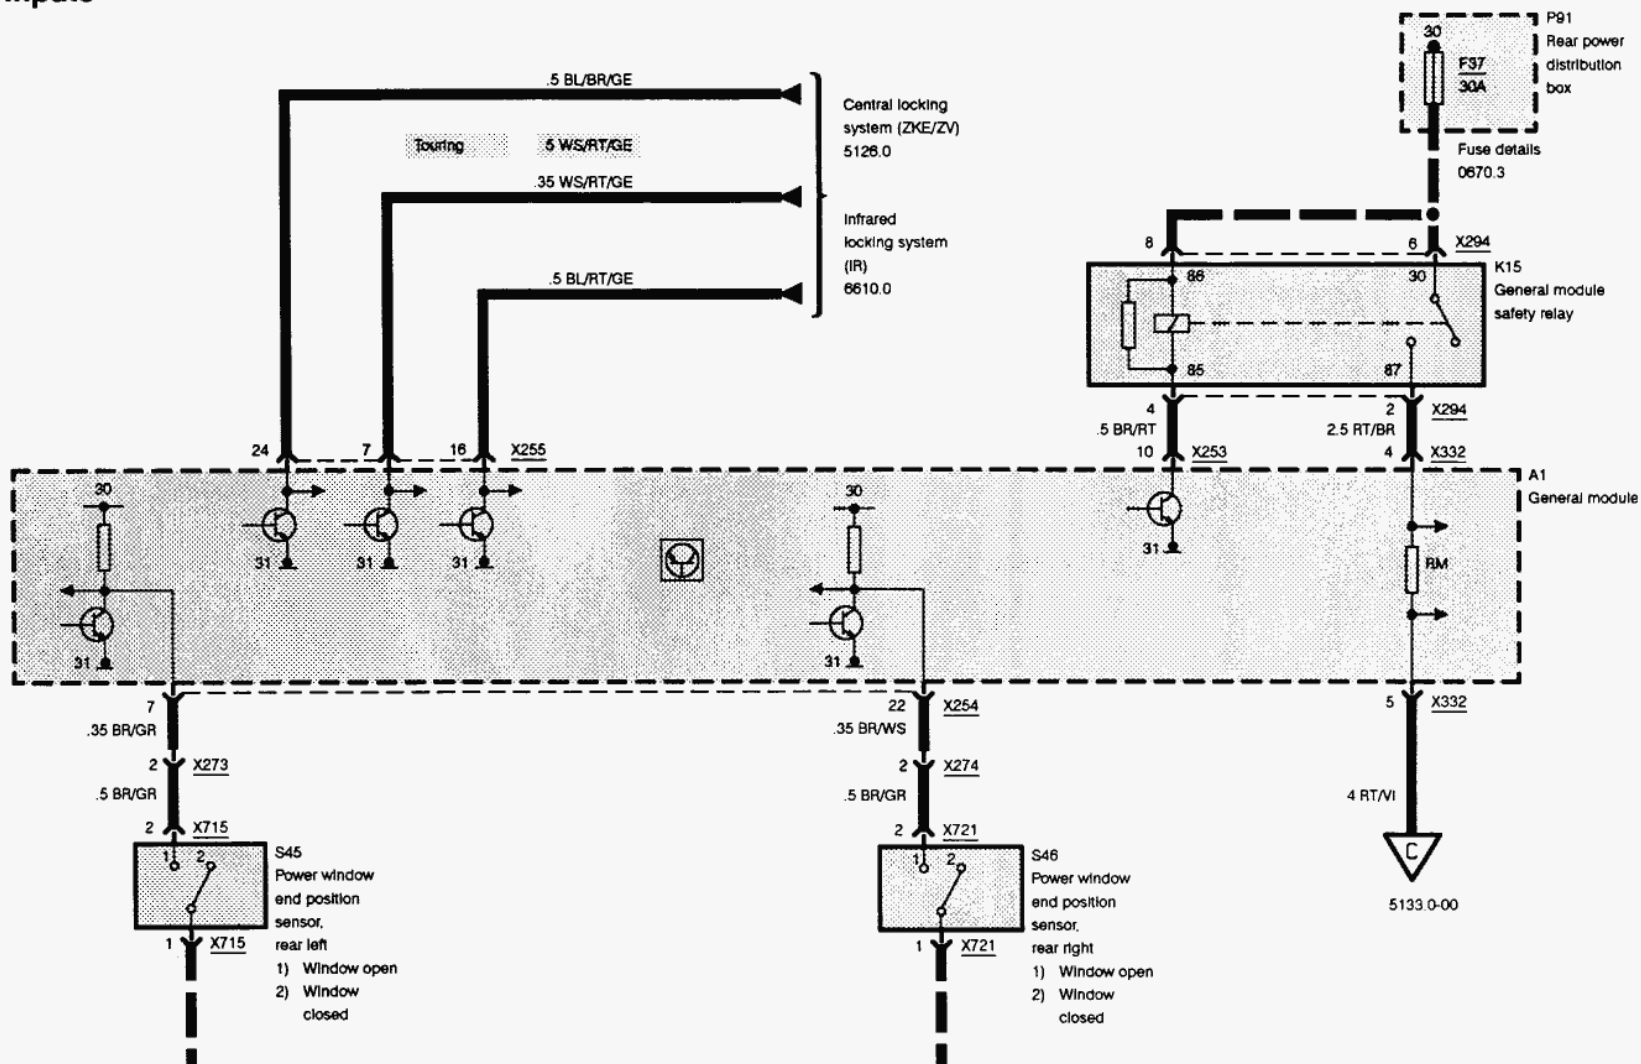 .5 BL/BR/GE
Touring .5 WS/RT/GE
.35 WS/RT/GE
.5 BL/RT/GE
Central locking
system (ZKE/ZV)
5126.0
Infrared
locking system
(IR)
6610.0
P91
Rear power
distribution
box
30
F37
30A
Fuse details
0670.3
8
6
X294
86
30
85
87
K15
General module
safety relay
4
2
X294
.5 BR/RT
2.5 RT/BR
24
7
16
X255
10
X253
4
X332
A1
General module
30
31
31
31
31
30
31
31
RM
7
22
X254
5
X332
.35 BR/GR
.35 BR/WS
2
X273
2
X274
.5 BR/GR
.5 BR/GR
4 RT/VI
2
X715
2
X721
1
2
1
2
C
5133.0-00
S45
Power window
end position
sensor,
rear left
1) Window open
2) Window
closed
1
X715
S46
Power window
end position
sensor,
rear right
1) Window open
2) Window
closed
1
X721